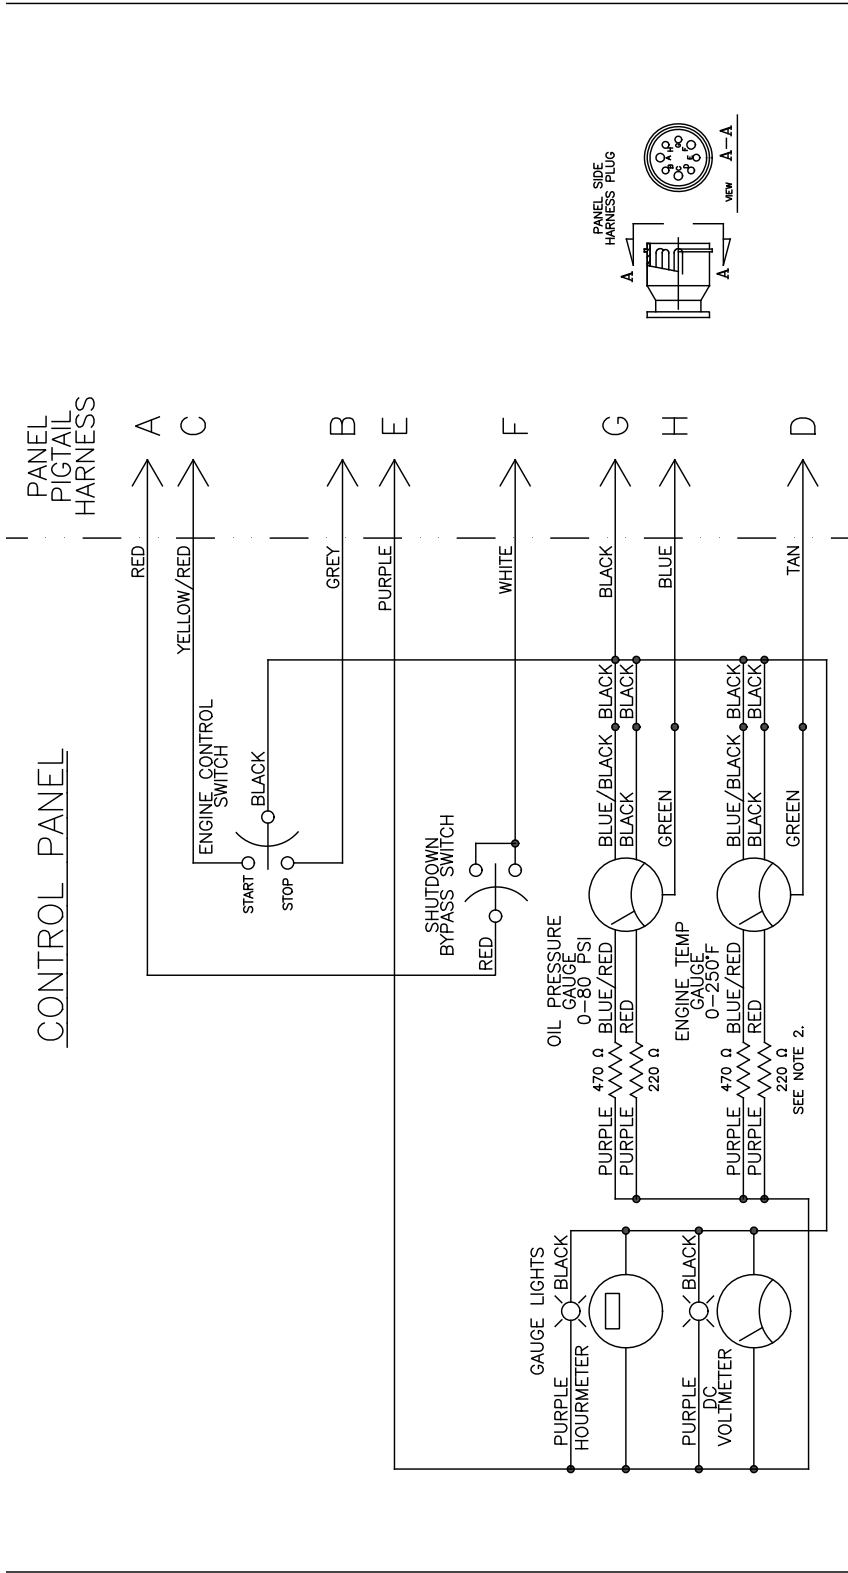 CONTROL PANEL
PANEL
PIGTAIL
HARNESS
A
C
B
E
F
G
H
D
RED
YELLOW/RED
GREY
PURPLE
WHITE
BLACK
BLUE
TAN
ENGINE CONTROL
SWITCH
START
STOP
BLACK
SHUTDOWN
BYPASS SWITCH
RED
OIL PRESSURE
GAUGE
0-80 PSI
PURPLE 470 Ω BLUE/RED BLUE/BLACK BLACK
PURPLE 220 Ω RED BLACK BLACK
GREEN
ENGINE TEMP
GAUGE
0-250°F
PURPLE 470 Ω BLUE/RED BLUE/BLACK BLACK
PURPLE 220 Ω RED BLACK BLACK
GREEN
SEE NOTE 2.
GAUGE LIGHTS
PURPLE BLACK
HOURMETER
PURPLE BLACK
DC
VOLTMETER
PANEL SIDE
HARNESS PLUG
A
A
A
B
C
D
E
F
G
H
VIEW A-A